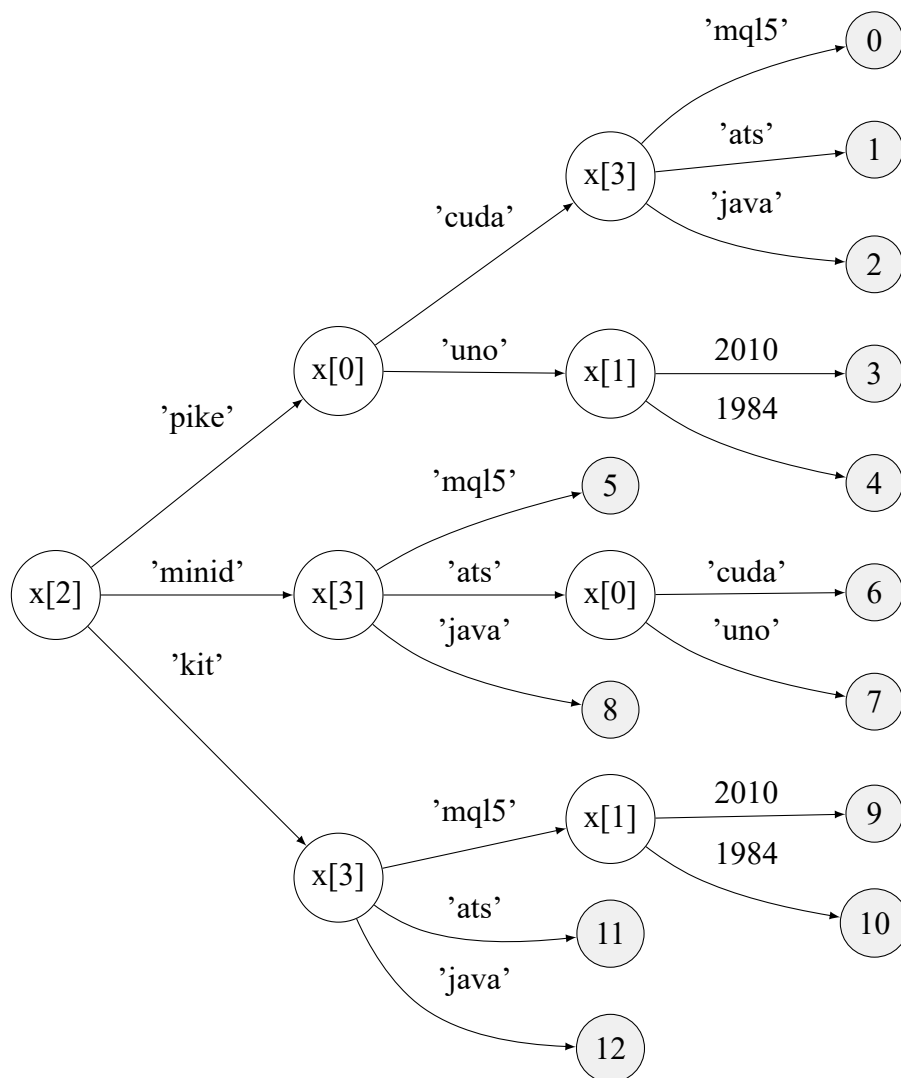 ’mql5’
0
’ats’
1
x[3]
’java’
’cuda’
2
’uno’
2010
x[0]
x[1]
3
1984
’pike’
’mql5’
5
4
’minid’
’ats’
’cuda’
x[2]
x[3]
x[0]
6
’java’
’uno’
’kit’
8
7
’mql5’
2010
x[1]
9
1984
x[3]
’ats’
11
10
’java’
12